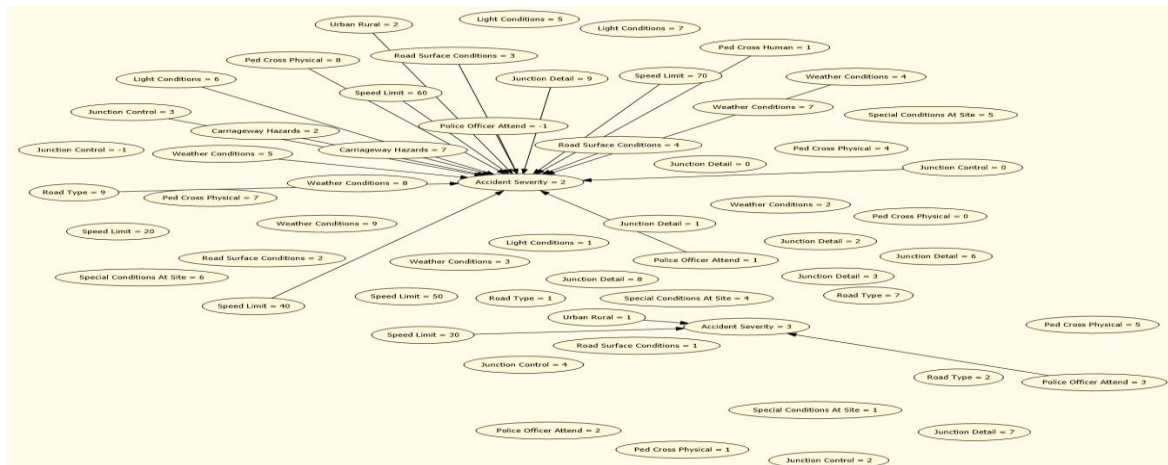 Light Conditions = 5
Urban Rural = 2
Light Conditions = 7
Ped Cross Human = 1
Road Surface Conditions = 3
Ped Cross Physical = 8
Light Conditions = 6
Junction Detail = 9
Speed Limit = 70
Weather Conditions = 4
Speed Limit = 60
Weather Conditions = 7
Junction Control = 3
Special Conditions At Site = 5
Police Officer Attend = -1
Carriageway Hazards = 2
Road Surface Conditions = 4
Junction Control = -1
Carriageway Hazards = 7
Ped Cross Physical = 4
Weather Conditions = 5
Junction Detail = 0
Junction Control = 0
Accident Severity = 2
Weather Conditions = 8
Road Type = 9
Ped Cross Physical = 7
Weather Conditions = 2
Ped Cross Physical = 0
Weather Conditions = 9
Junction Detail = 1
Speed Limit = 20
Junction Detail = 2
Light Conditions = 1
Road Surface Conditions = 2
Junction Detail = 6
Weather Conditions = 3
Police Officer Attend = 1
Special Conditions At Site = 6
Junction Detail = 8
Junction Detail = 3
Speed Limit = 50
Road Type = 7
Road Type = 1
Special Conditions At Site = 4
Speed Limit = 40
Urban Rural = 1
Accident Severity = 3
Ped Cross Physical = 5
Speed Limit = 30
Road Surface Conditions = 1
Junction Control = 4
Road Type = 2
Police Officer Attend = 3
Special Conditions At Site = 1
Police Officer Attend = 2
Junction Detail = 7
Ped Cross Physical = 1
Junction Control = 2